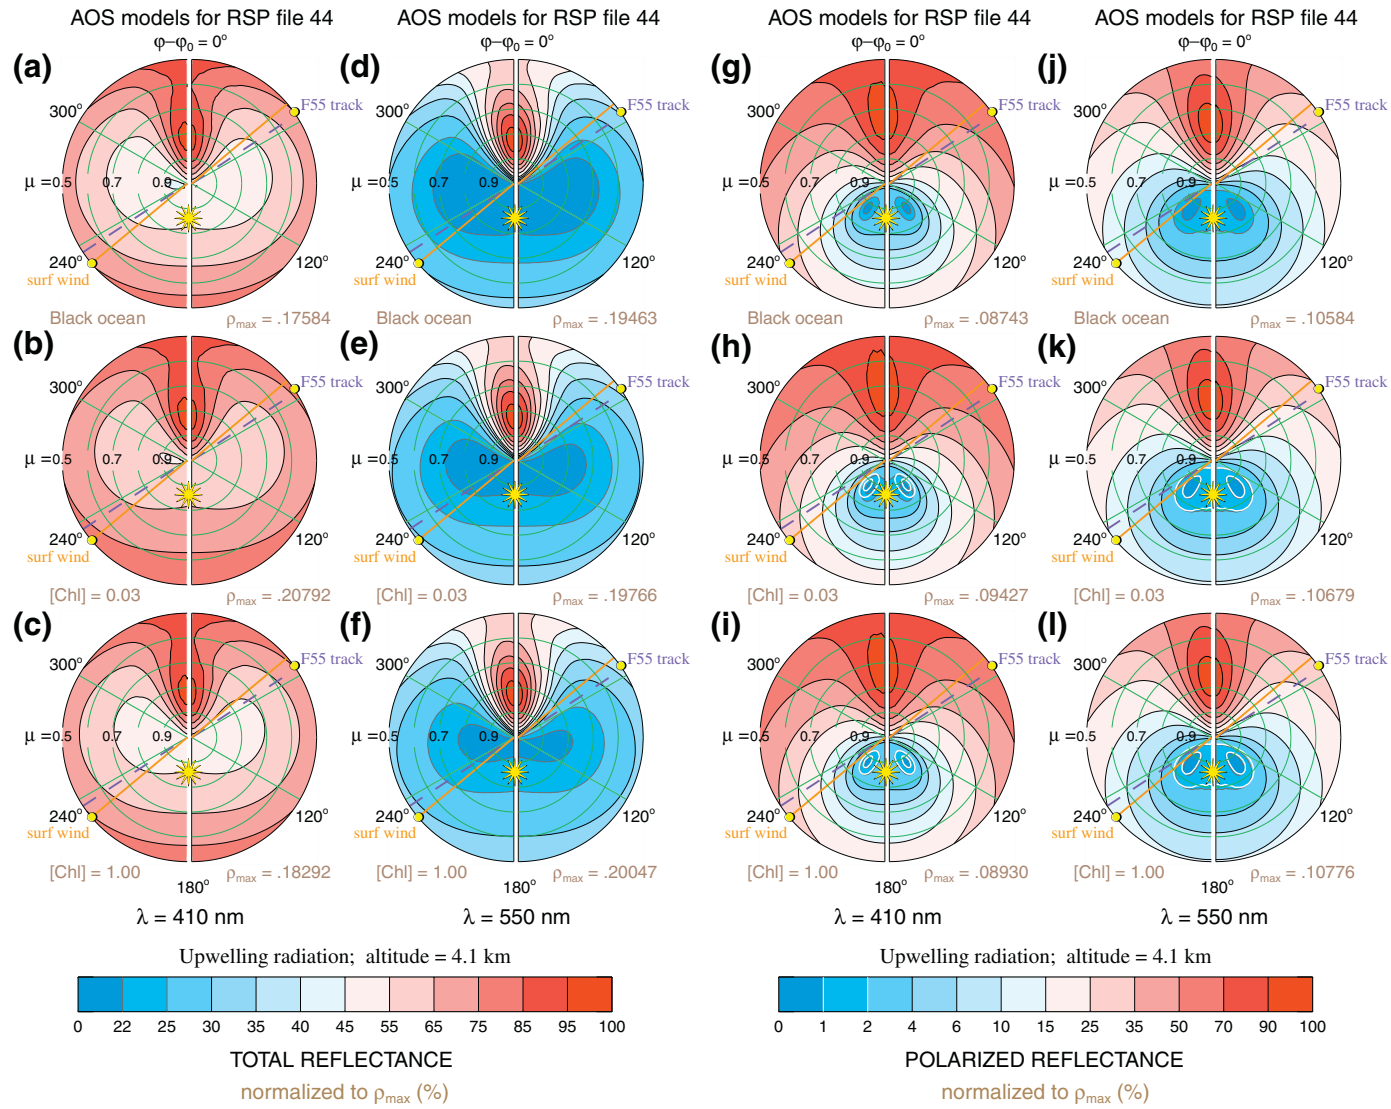 AOS models for RSP file 44 AOS models for RSP file 44 AOS models for RSP file 44 AOS models for RSP file 44
φ–φ₀ = 0° φ–φ₀ = 0° φ–φ₀ = 0° φ–φ₀ = 0°
(a) (d) (g) (j)
300° 300° 300° 300°
F55 track F55 track
μ = 0.5 0.7 0.9 μ = 0.5 0.7 0.9 μ = 0.5 0.7 0.9 μ = 0.5 0.7 0.9
240° 120° 240° 120° 240° 120° 240° 120°
surf wind surf wind surf wind surf wind
Black ocean ρmax = .17584 Black ocean ρmax = .19463 Black ocean ρmax = .08743 Black ocean ρmax = .10584
(b) (e) (h) (k)
300° 300° 300° 300°
F55 track F55 track
μ = 0.5 0.7 0.9 μ = 0.5 0.7 0.9 μ = 0.5 0.7 0.9 μ = 0.5 0.7 0.9
240° 120° 240° 120° 240° 120° 240° 120°
surf wind surf wind surf wind surf wind
[Chl] = 0.03 ρmax = .20792 [Chl] = 0.03 ρmax = .19766 [Chl] = 0.03 ρmax = .09427 [Chl] = 0.03 ρmax = .10679
(c) (f) (i) (l)
300° 300° 300° 300°
F55 track F55 track
μ = 0.5 0.7 0.9 μ = 0.5 0.7 0.9 μ = 0.5 0.7 0.9 μ = 0.5 0.7 0.9
240° 120° 240° 120° 240° 120° 240° 120°
surf wind surf wind surf wind surf wind
[Chl] = 1.00 ρmax = .18292 [Chl] = 1.00 ρmax = .20047 [Chl] = 1.00 ρmax = .08930 [Chl] = 1.00 ρmax = .10776
180° 180° 180° 180°
λ = 410 nm λ = 550 nm λ = 410 nm λ = 550 nm
Upwelling radiation; altitude = 4.1 km Upwelling radiation; altitude = 4.1 km
0 22 25 30 35 40 45 55 65 75 85 95 100
0 1 2 4 6 10 15 25 35 50 70 90 100
TOTAL REFLECTANCE POLARIZED REFLECTANCE
normalized to ρmax (%) normalized to ρmax (%)